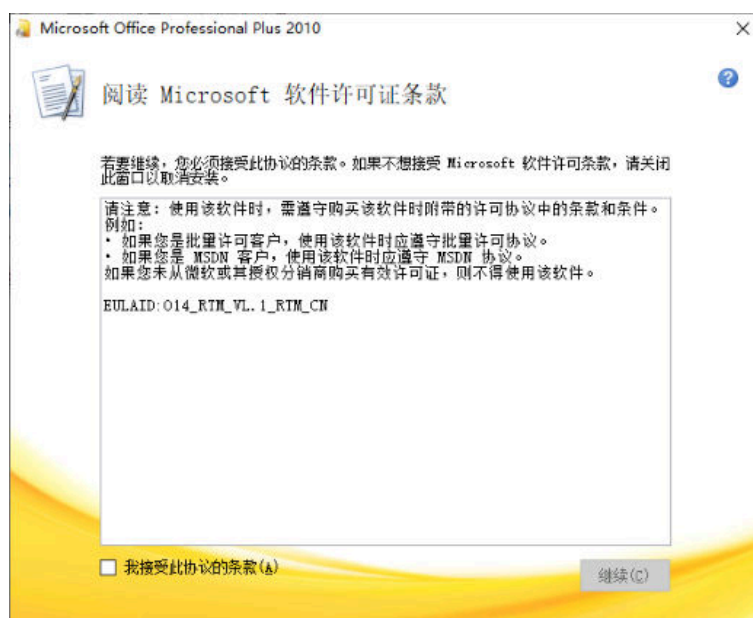 Microsoft Office Professional Plus 2010
阅读 Microsoft 软件许可证条款
若要继续，您必须接受此协议的条款。如果不想接受 Microsoft 软件许可条款，请关闭
此窗口以取消安装。
请注意: 使用该软件时，需遵守购买该软件时附带的许可协议中的条款和条件。
例如:
• 如果您是批量许可客户，使用该软件时应遵守批量许可协议。
• 如果您是 MSDN 客户，使用该软件时应遵守 MSDN 协议。
如果您未从微软或其授权分销商购买有效许可证，则不得使用该软件。
EULAID:O14_RTM_VL.1_RTM_CN
我接受此协议的条款(A)
继续(C)